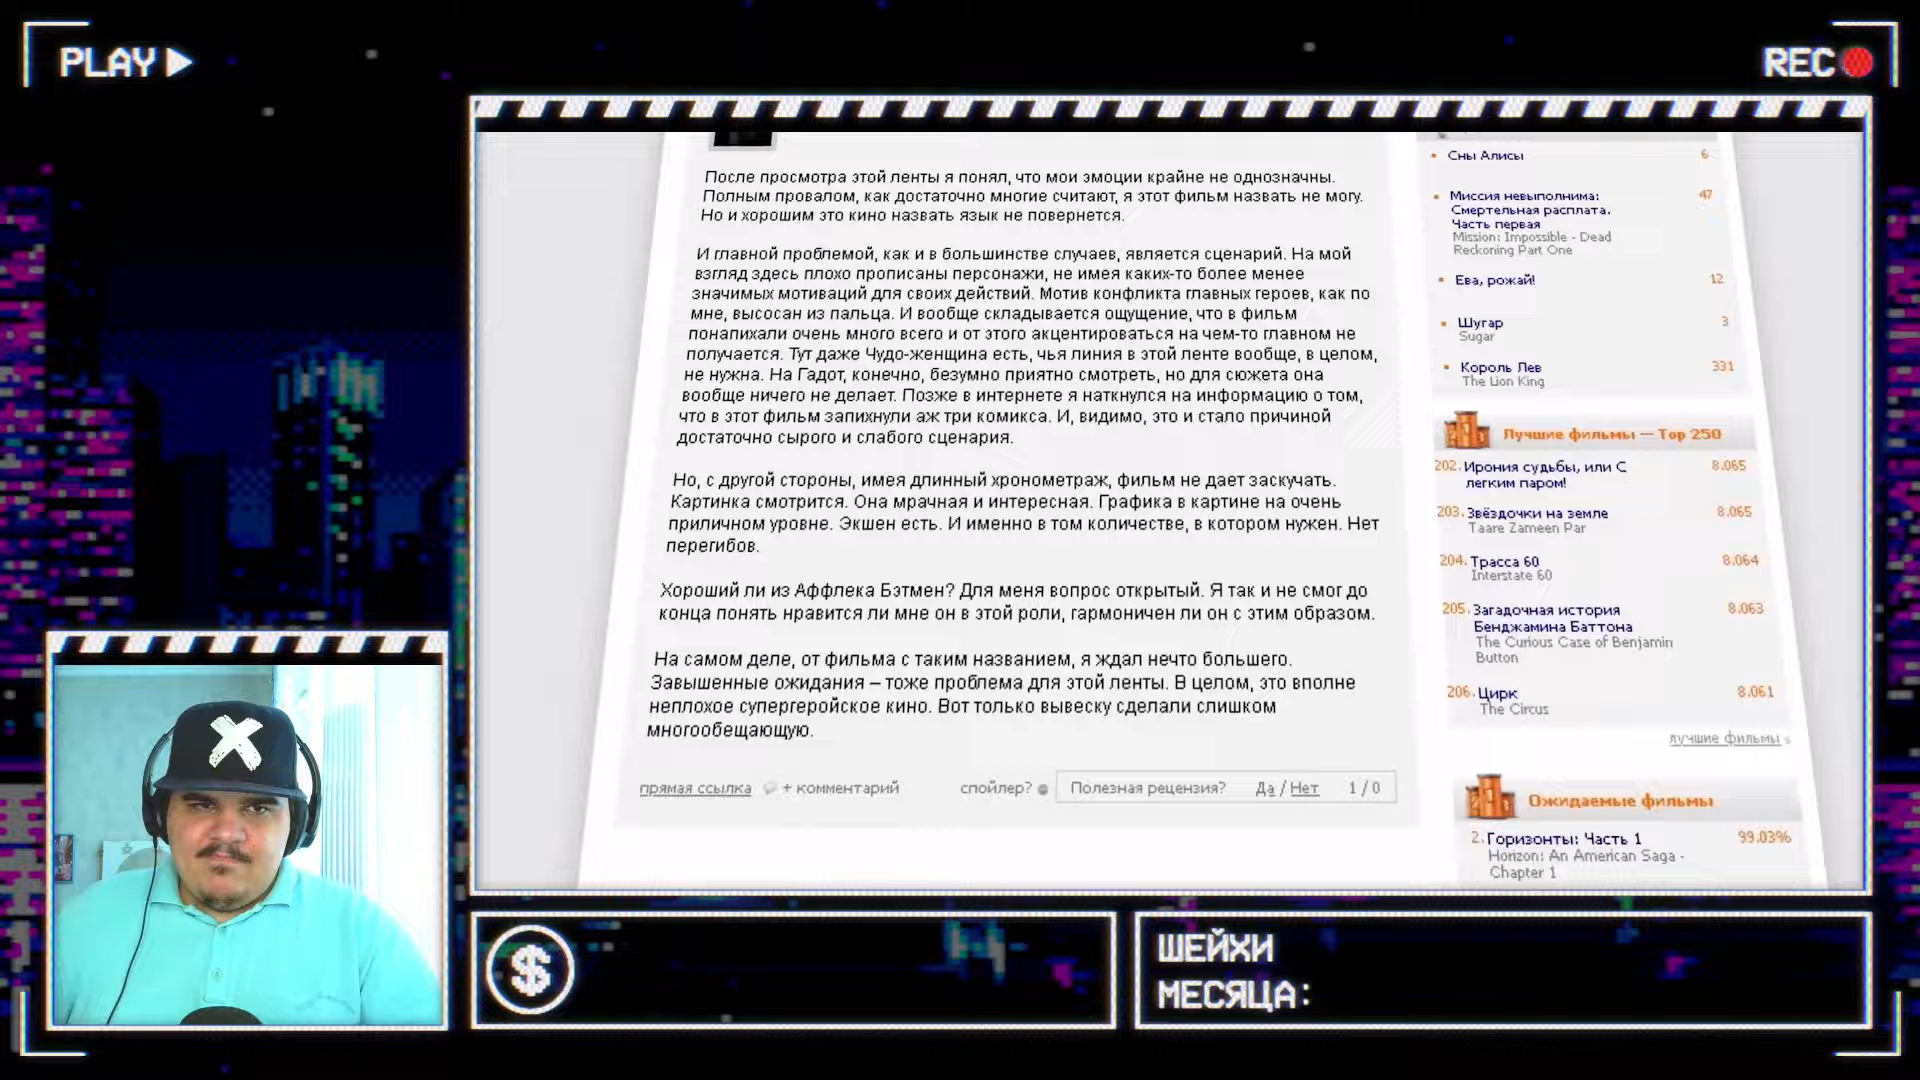 PLAY
REC
После просмотра этой ленты я понял, что мои эмоции крайне не однозначны.
Полным провалом, как достаточно многие считают, я этот фильм назвать не могу.
Но и хорошим это кино назвать язык не повернется.
И главной проблемой, как и в большинстве случаев, является сценарий. На мой
взгляд здесь плохо прописаны персонажи, не имея каких-то более менее
значимых мотиваций для своих действий. Мотив конфликта главных героев, как по
мне, высосан из пальца. И вообще складывается ощущение, что в фильм
понапихали очень много всего и от этого акцентироваться на чем-то главном не
получается. Тут даже Чудо-женщина есть, чья линия в этой ленте вообще, в целом,
не нужна. На Гадот, конечно, безумно приятно смотреть, но для сюжета она
вообще ничего не делает. Позже в интернете я наткнулся на информацию о том,
что в этот фильм запихнули аж три комикса. И, видимо, это и стало причиной
достаточно сырого и слабого сценария.
Но, с другой стороны, имея длинный хронометраж, фильм не дает заскучать.
Картинка смотрится. Она мрачная и интересная. Графика в картине на очень
приличном уровне. Экшен есть. И именно в том количестве, в котором нужен. Нет
перегибов.
Хороший ли из Аффлека Бэтмен? Для меня вопрос открытый. Я так и не смог до
конца понять нравится ли мне он в этой роли, гармоничен ли он с этим образом.
На самом деле, от фильма с таким названием, я ждал нечто большего.
Завышенные ожидания – тоже проблема для этой ленты. В целом, это вполне
неплохое супергеройское кино. Вот только вывеску сделали слишком
многообещающую.
прямая ссылка + комментарий спойлер? Полезная рецензия? Да / Нет 1 / 0
Сны Алисы 6
Миссия невыполнима: 47
Смертельная расплата.
Часть первая
Mission: Impossible - Dead
Reckoning Part One
Ева, рожай! 12
Шугар 3
Sugar
Король Лев 331
The Lion King
Лучшие фильмы — Top 250
202. Ирония судьбы, или С 8.065
легким паром!
203. Звёздочки на земле 8.065
Taare Zameen Par
204. Трасса 60 8.064
Interstate 60
205. Загадочная история 8.063
Бенджамина Баттона
The Curious Case of Benjamin
Button
206. Цирк 8.061
The Circus
лучшие фильмы
Ожидаемые фильмы
2. Горизонты: Часть 1 99.03%
Horizon: An American Saga -
Chapter 1
X
$
ШЕЙХИ
МЕСЯЦА: